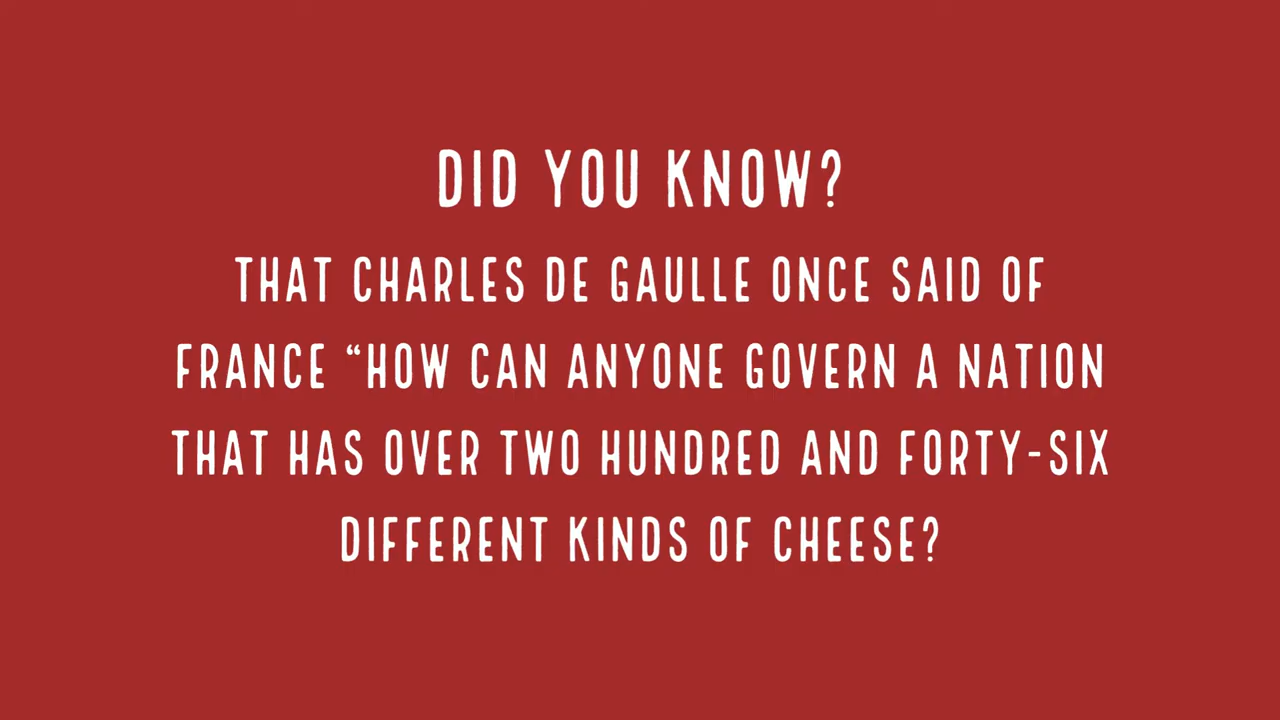 DID YOU KNOW?
THAT CHARLES DE GAULLE ONCE SAID OF
FRANCE “HOW CAN ANYONE GOVERN A NATION
THAT HAS OVER TWO HUNDRED AND FORTY-SIX
DIFFERENT KINDS OF CHEESE?